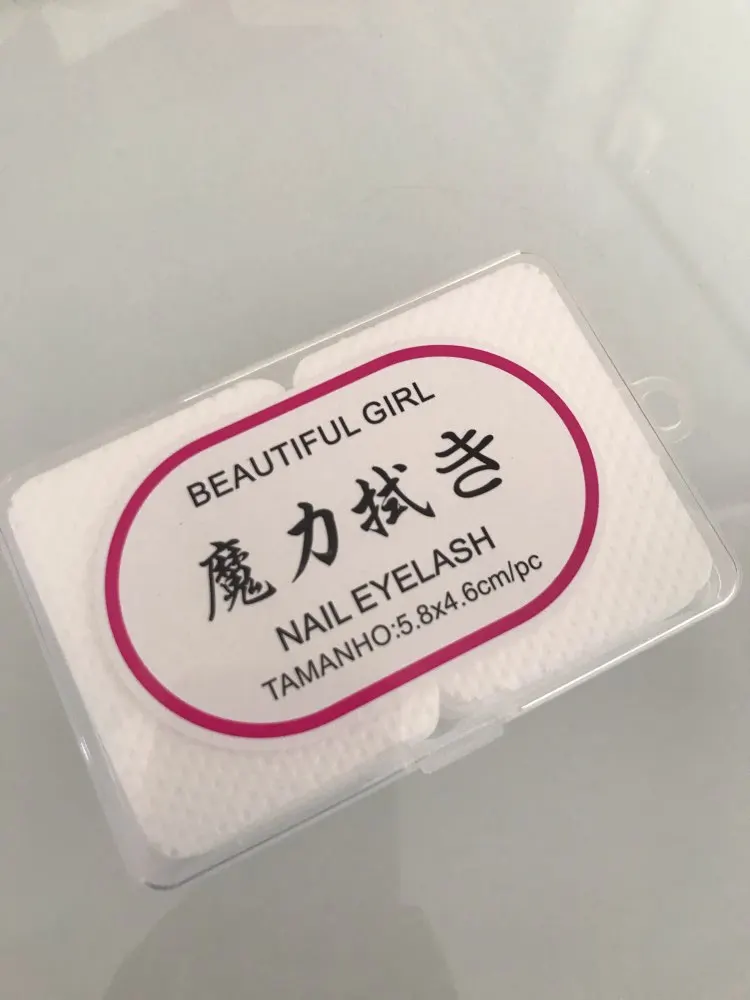 BEAUTIFUL GIRL
魔力拭き
NAIL EYELASH
TAMANHO:5.8x4.6cm/pc